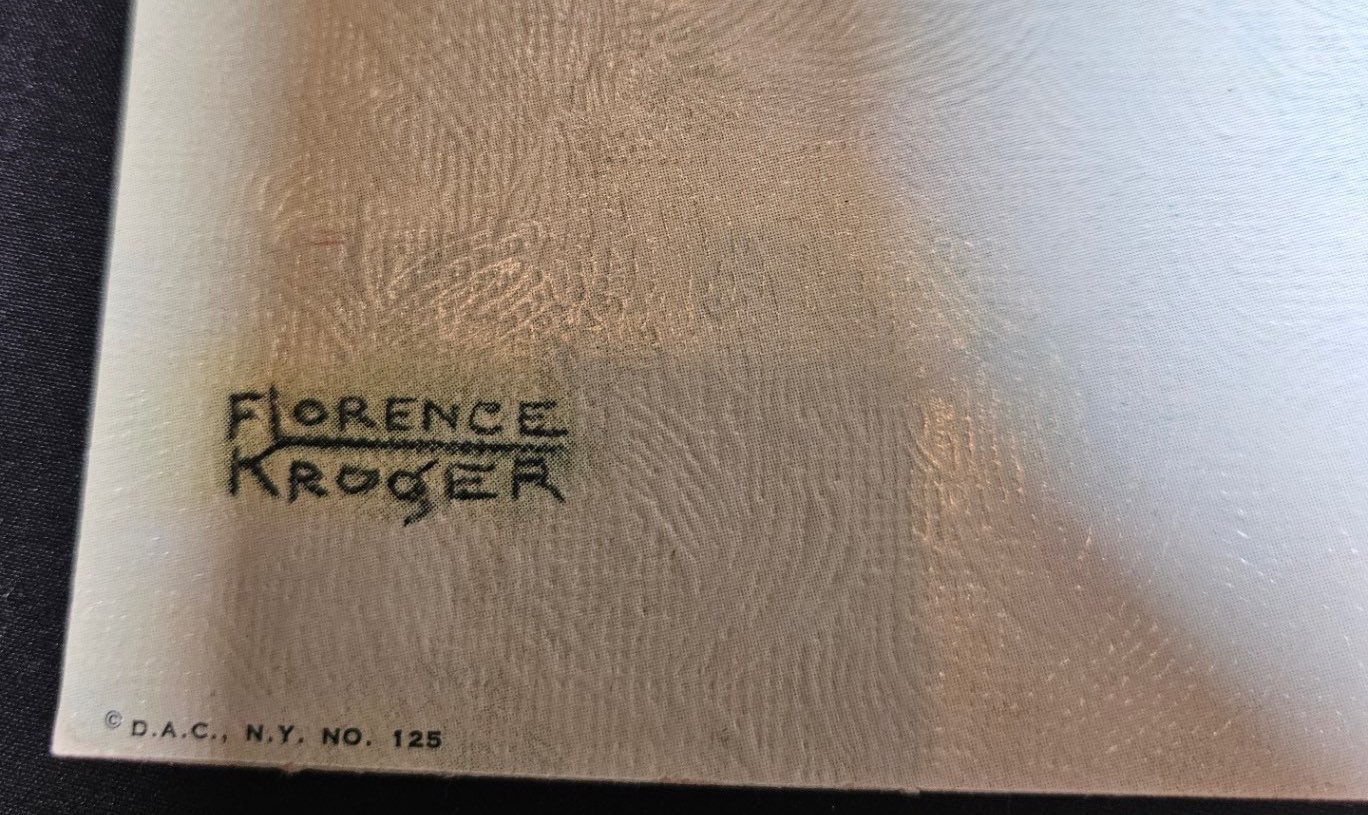 FLORENCE
KROGER
© D.A.C., N.Y. NO. 125